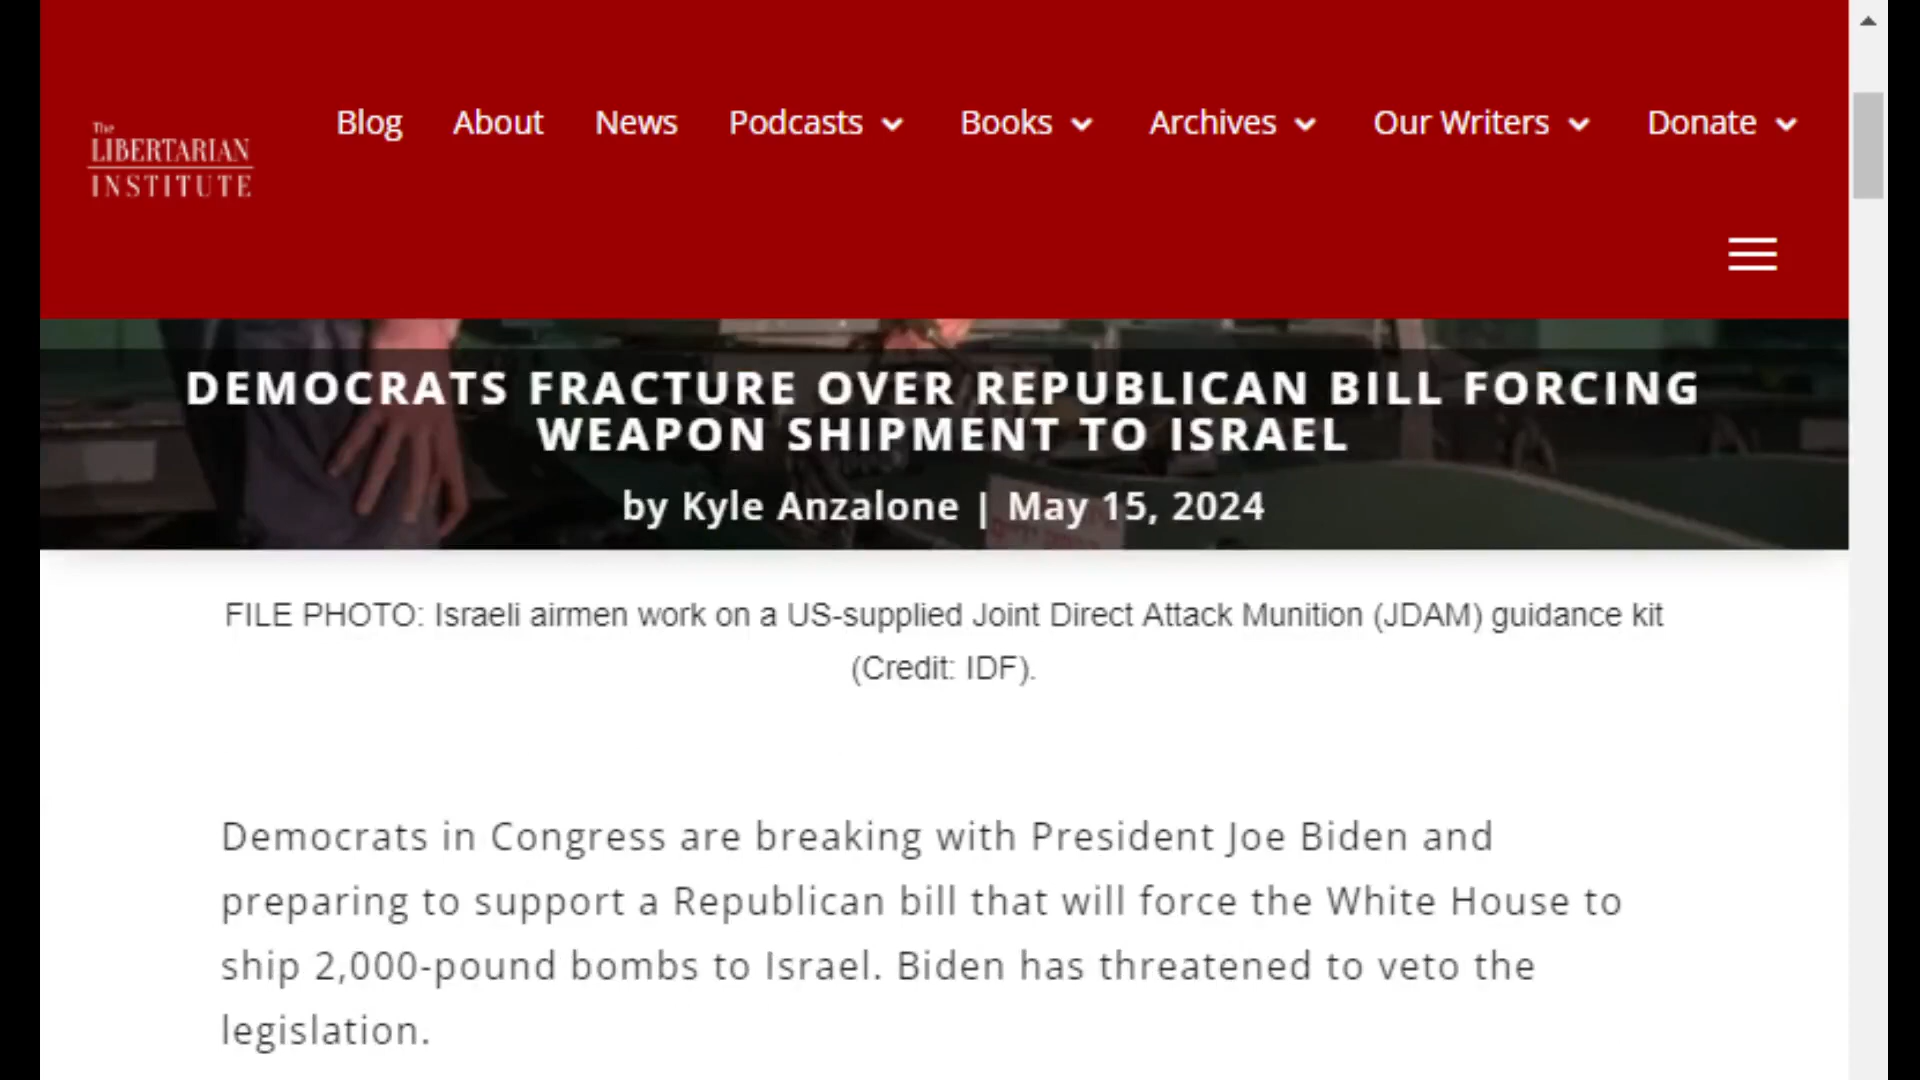 The
LIBERTARIAN
INSTITUTE
Blog About News Podcasts Books Archives Our Writers Donate
DEMOCRATS FRACTURE OVER REPUBLICAN BILL FORCING
WEAPON SHIPMENT TO ISRAEL
by Kyle Anzalone | May 15, 2024
FILE PHOTO: Israeli airmen work on a US-supplied Joint Direct Attack Munition (JDAM) guidance kit
(Credit: IDF).
Democrats in Congress are breaking with President Joe Biden and
preparing to support a Republican bill that will force the White House to
ship 2,000-pound bombs to Israel. Biden has threatened to veto the
legislation.